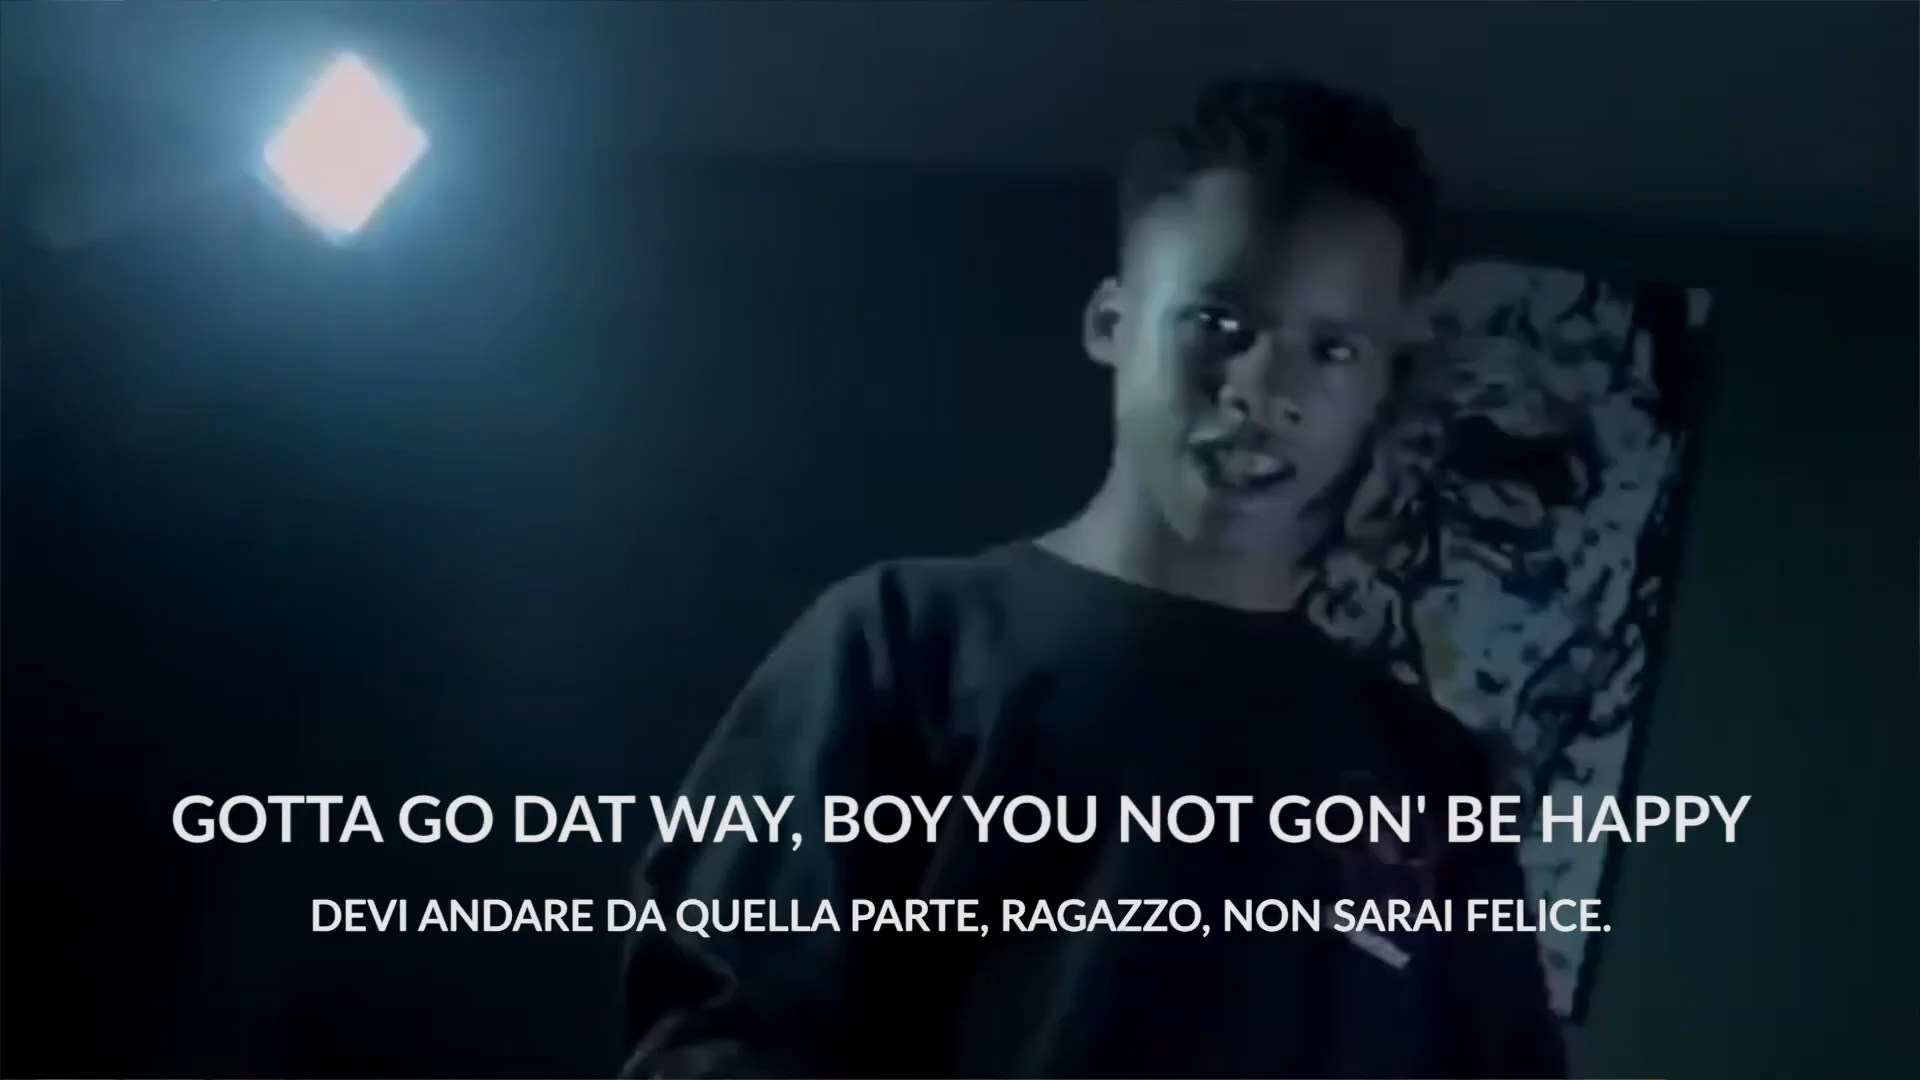 GOTTA GO DAT WAY, BOY YOU NOT GON' BE HAPPY
DEVI ANDARE DA QUELLA PARTE, RAGAZZO, NON SARAI FELICE.